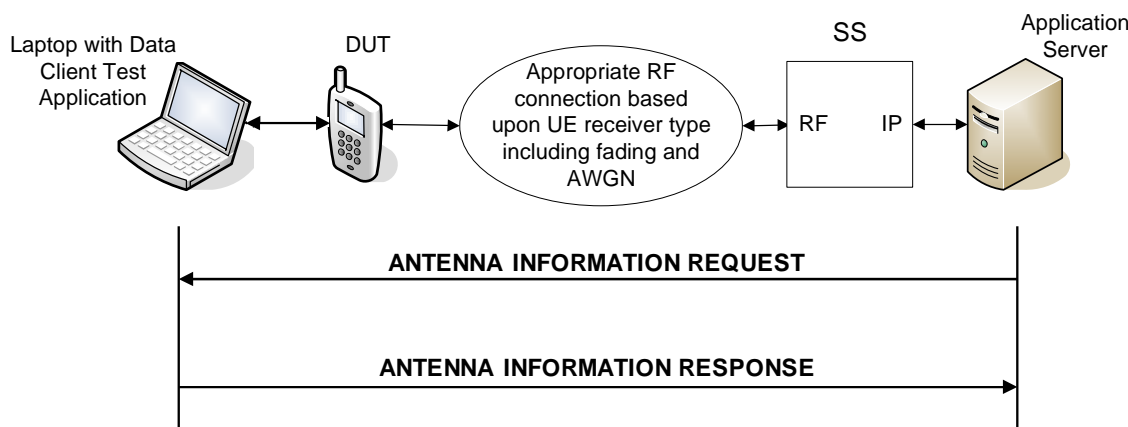 Laptop with Data
Client Test
Application
DUT
Appropriate RF
connection based
upon UE receiver type
including fading and
AWGN
SS
RF
IP
Application
Server
ANTENNA INFORMATION REQUEST
ANTENNA INFORMATION RESPONSE